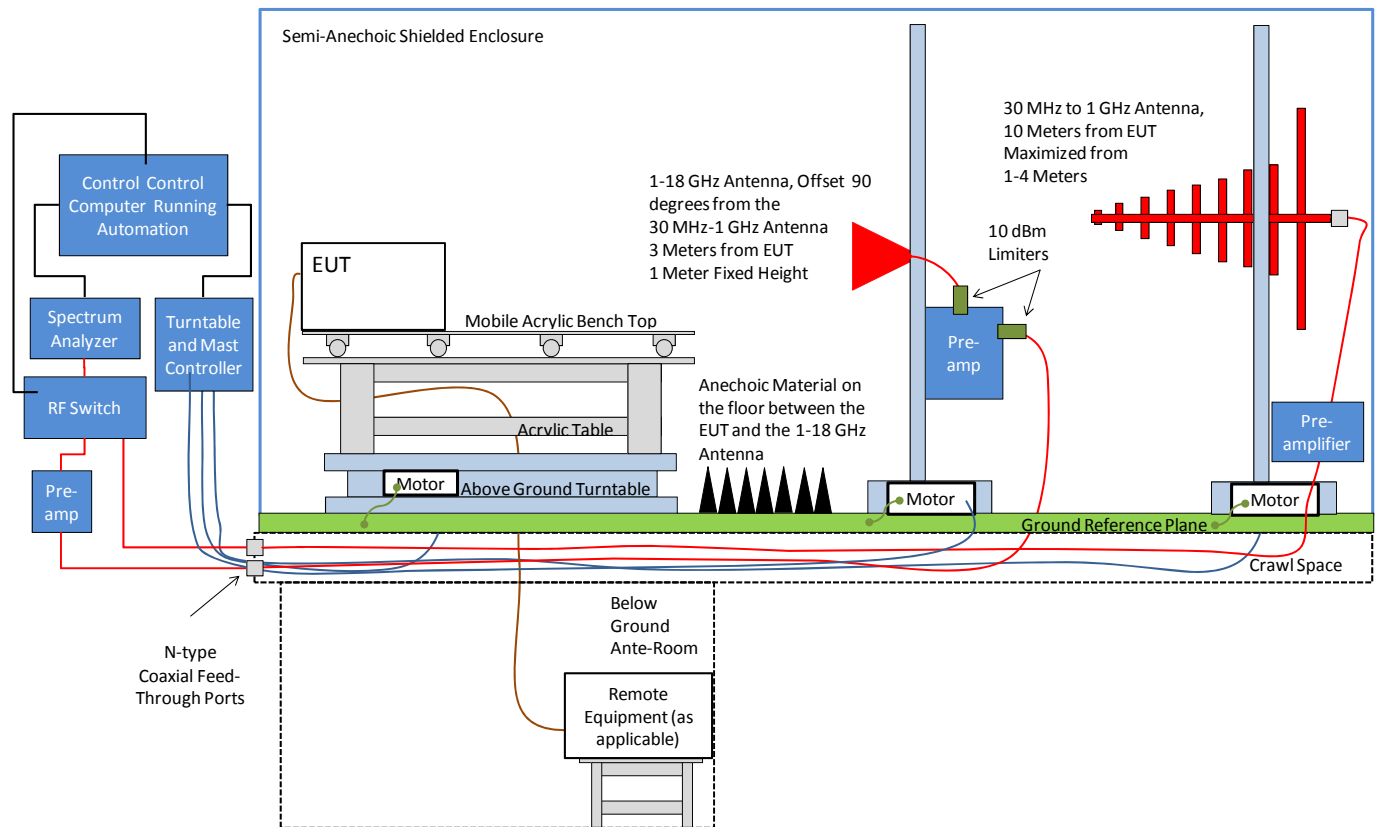 Semi-Anechoic Shielded Enclosure
Control Control
Computer Running
Automation
Spectrum
Analyzer
Turntable
and Mast
Controller
RF Switch
Pre-
amp
N-type
Coaxial Feed-
Through Ports
EUT
Mobile Acrylic Bench Top
Acrylic Table
Motor
Above Ground Turntable
1-18 GHz Antenna, Offset 90
degrees from the
30 MHz-1 GHz Antenna
3 Meters from EUT
1 Meter Fixed Height
Anechoic Material on
the floor between the
EUT and the 1-18 GHz
Antenna
10 dBm
Limiters
Pre-
amp
Motor
30 MHz to 1 GHz Antenna,
10 Meters from EUT
Maximized from
1-4 Meters
Pre-
amplifier
Motor
Ground Reference Plane
Crawl Space
Below
Ground
Ante-Room
Remote
Equipment (as
applicable)